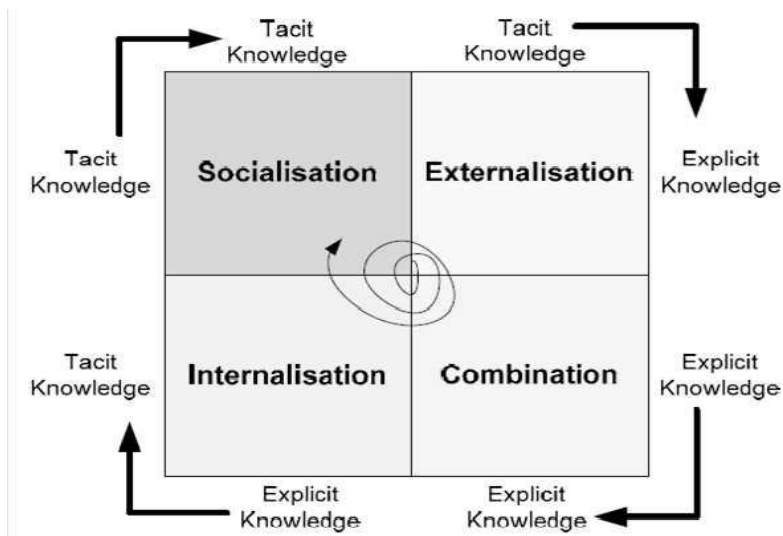 Tacit
Knowledge
Tacit
Knowledge
Tacit
Knowledge
Explicit
Knowledge
Socialisation
Externalisation
Internalisation
Combination
Tacit
Knowledge
Explicit
Knowledge
Explicit
Knowledge
Explicit
Knowledge